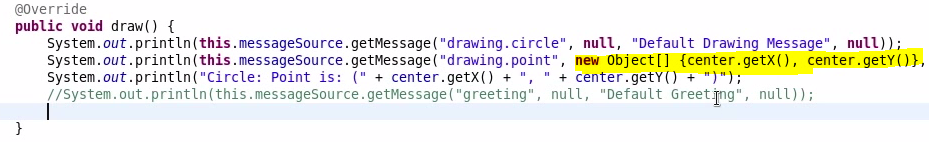 @Override
public void draw() {
System.out.println(this.messageSource.getMessage("drawing.circle", null, "Default Drawing Message", null));
System.out.println(this.messageSource.getMessage("drawing.point", new Object[] {center.getX(), center.getY()},
System.out.println("Circle: Point is: (" + center.getX() + ", " + center.getY() + ")");
//System.out.println(this.messageSource.getMessage("greeting", null, "Default Greeting", null));
}